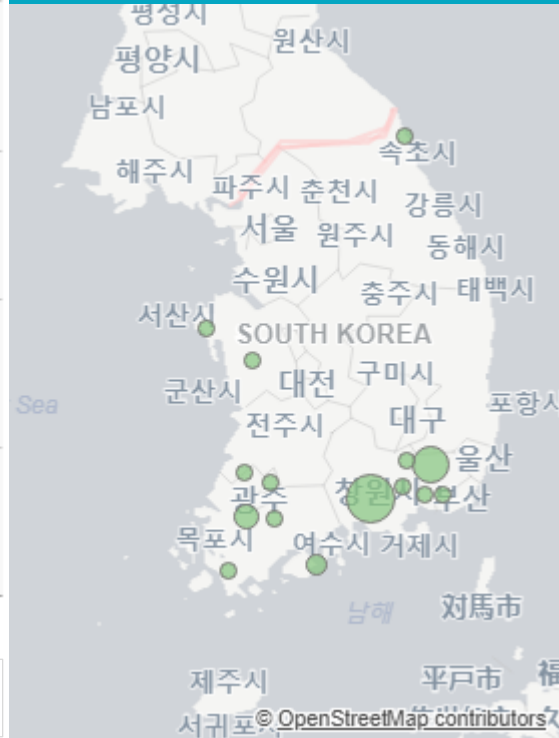 평성시
원산시
평양시
남포시
속초시
해주시
파주시 춘천시
강릉시
서울 원주시
동해시
수원시
충주시 태백시
서산시
SOUTH KOREA
대전 구미시
군산시
Sea
대구 포항시
전주시
울산
창원시
광주 부산
목포시 여수시 거제시
남해 対馬市
제주시 平戸市 福
서귀포
© OpenStreetMap contributors